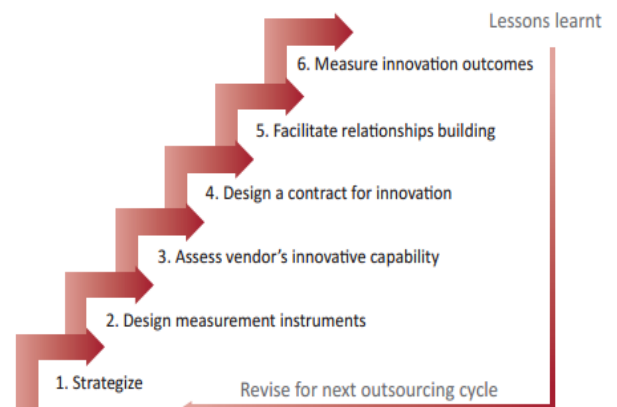 Lessons learnt
6. Measure innovation outcomes
5. Facilitate relationships building
4. Design a contract for innovation
3. Assess vendor's innovative capability
2. Design measurement instruments
1. Strategize
Revise for next outsourcing cycle